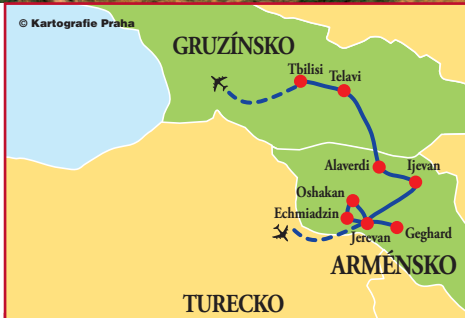 © Kartografie Praha
GRUZÍNSKO
Tbilisi
Telavi
Alaverdi
Ijevan
Oshakan
Echmiadzin
Jerevan
Geghard
ARMÉNSKO
TURECKO